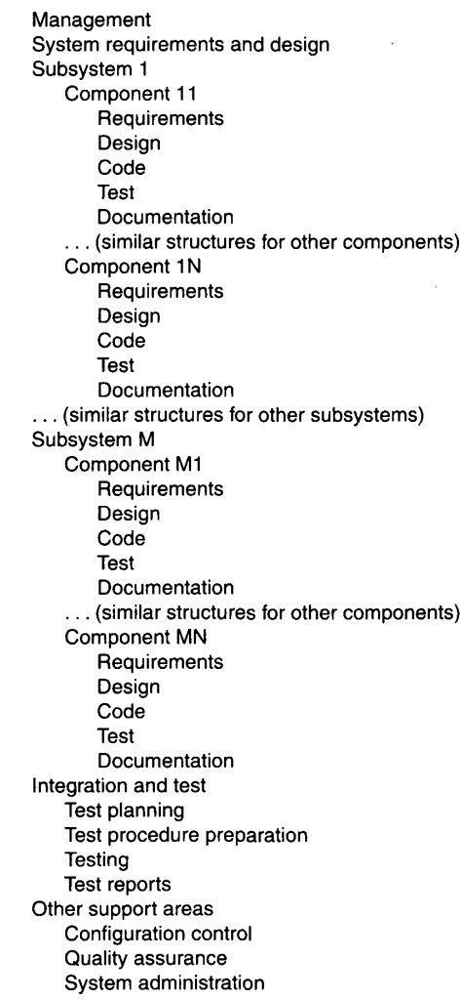 Management
System requirements and design
Subsystem 1
Component 11
Requirements
Design
Code
Test
Documentation
. . . (similar structures for other components)
Component 1N
Requirements
Design
Code
Test
Documentation
. . . (similar structures for other subsystems)
Subsystem M
Component M1
Requirements
Design
Code
Test
Documentation
. . . (similar structures for other components)
Component MN
Requirements
Design
Code
Test
Documentation
Integration and test
Test planning
Test procedure preparation
Testing
Test reports
Other support areas
Configuration control
Quality assurance
System administration